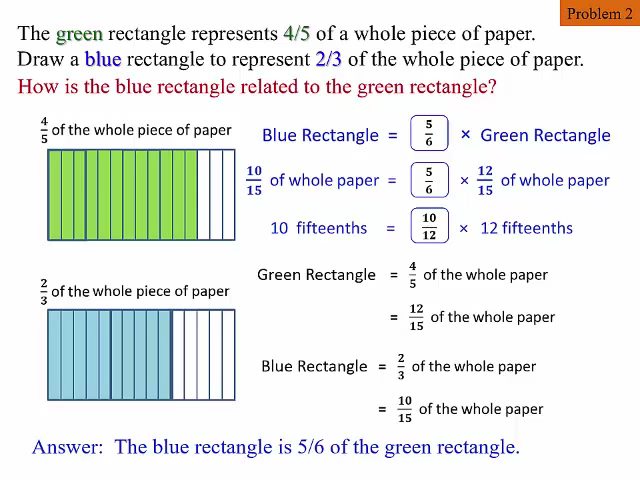 Problem 2
The green rectangle represents 4/5 of a whole piece of paper.
Draw a blue rectangle to represent 2/3 of the whole piece of paper.
How is the blue rectangle related to the green rectangle?
4/5 of the whole piece of paper
Blue Rectangle = 5/6 × Green Rectangle
10/15 of whole paper = 5/6 × 12/15 of whole paper
10 fifteenths = 10/12 × 12 fifteenths
Green Rectangle = 4/5 of the whole paper
= 12/15 of the whole paper
2/3 of the whole piece of paper
Blue Rectangle = 2/3 of the whole paper
= 10/15 of the whole paper
Answer: The blue rectangle is 5/6 of the green rectangle.